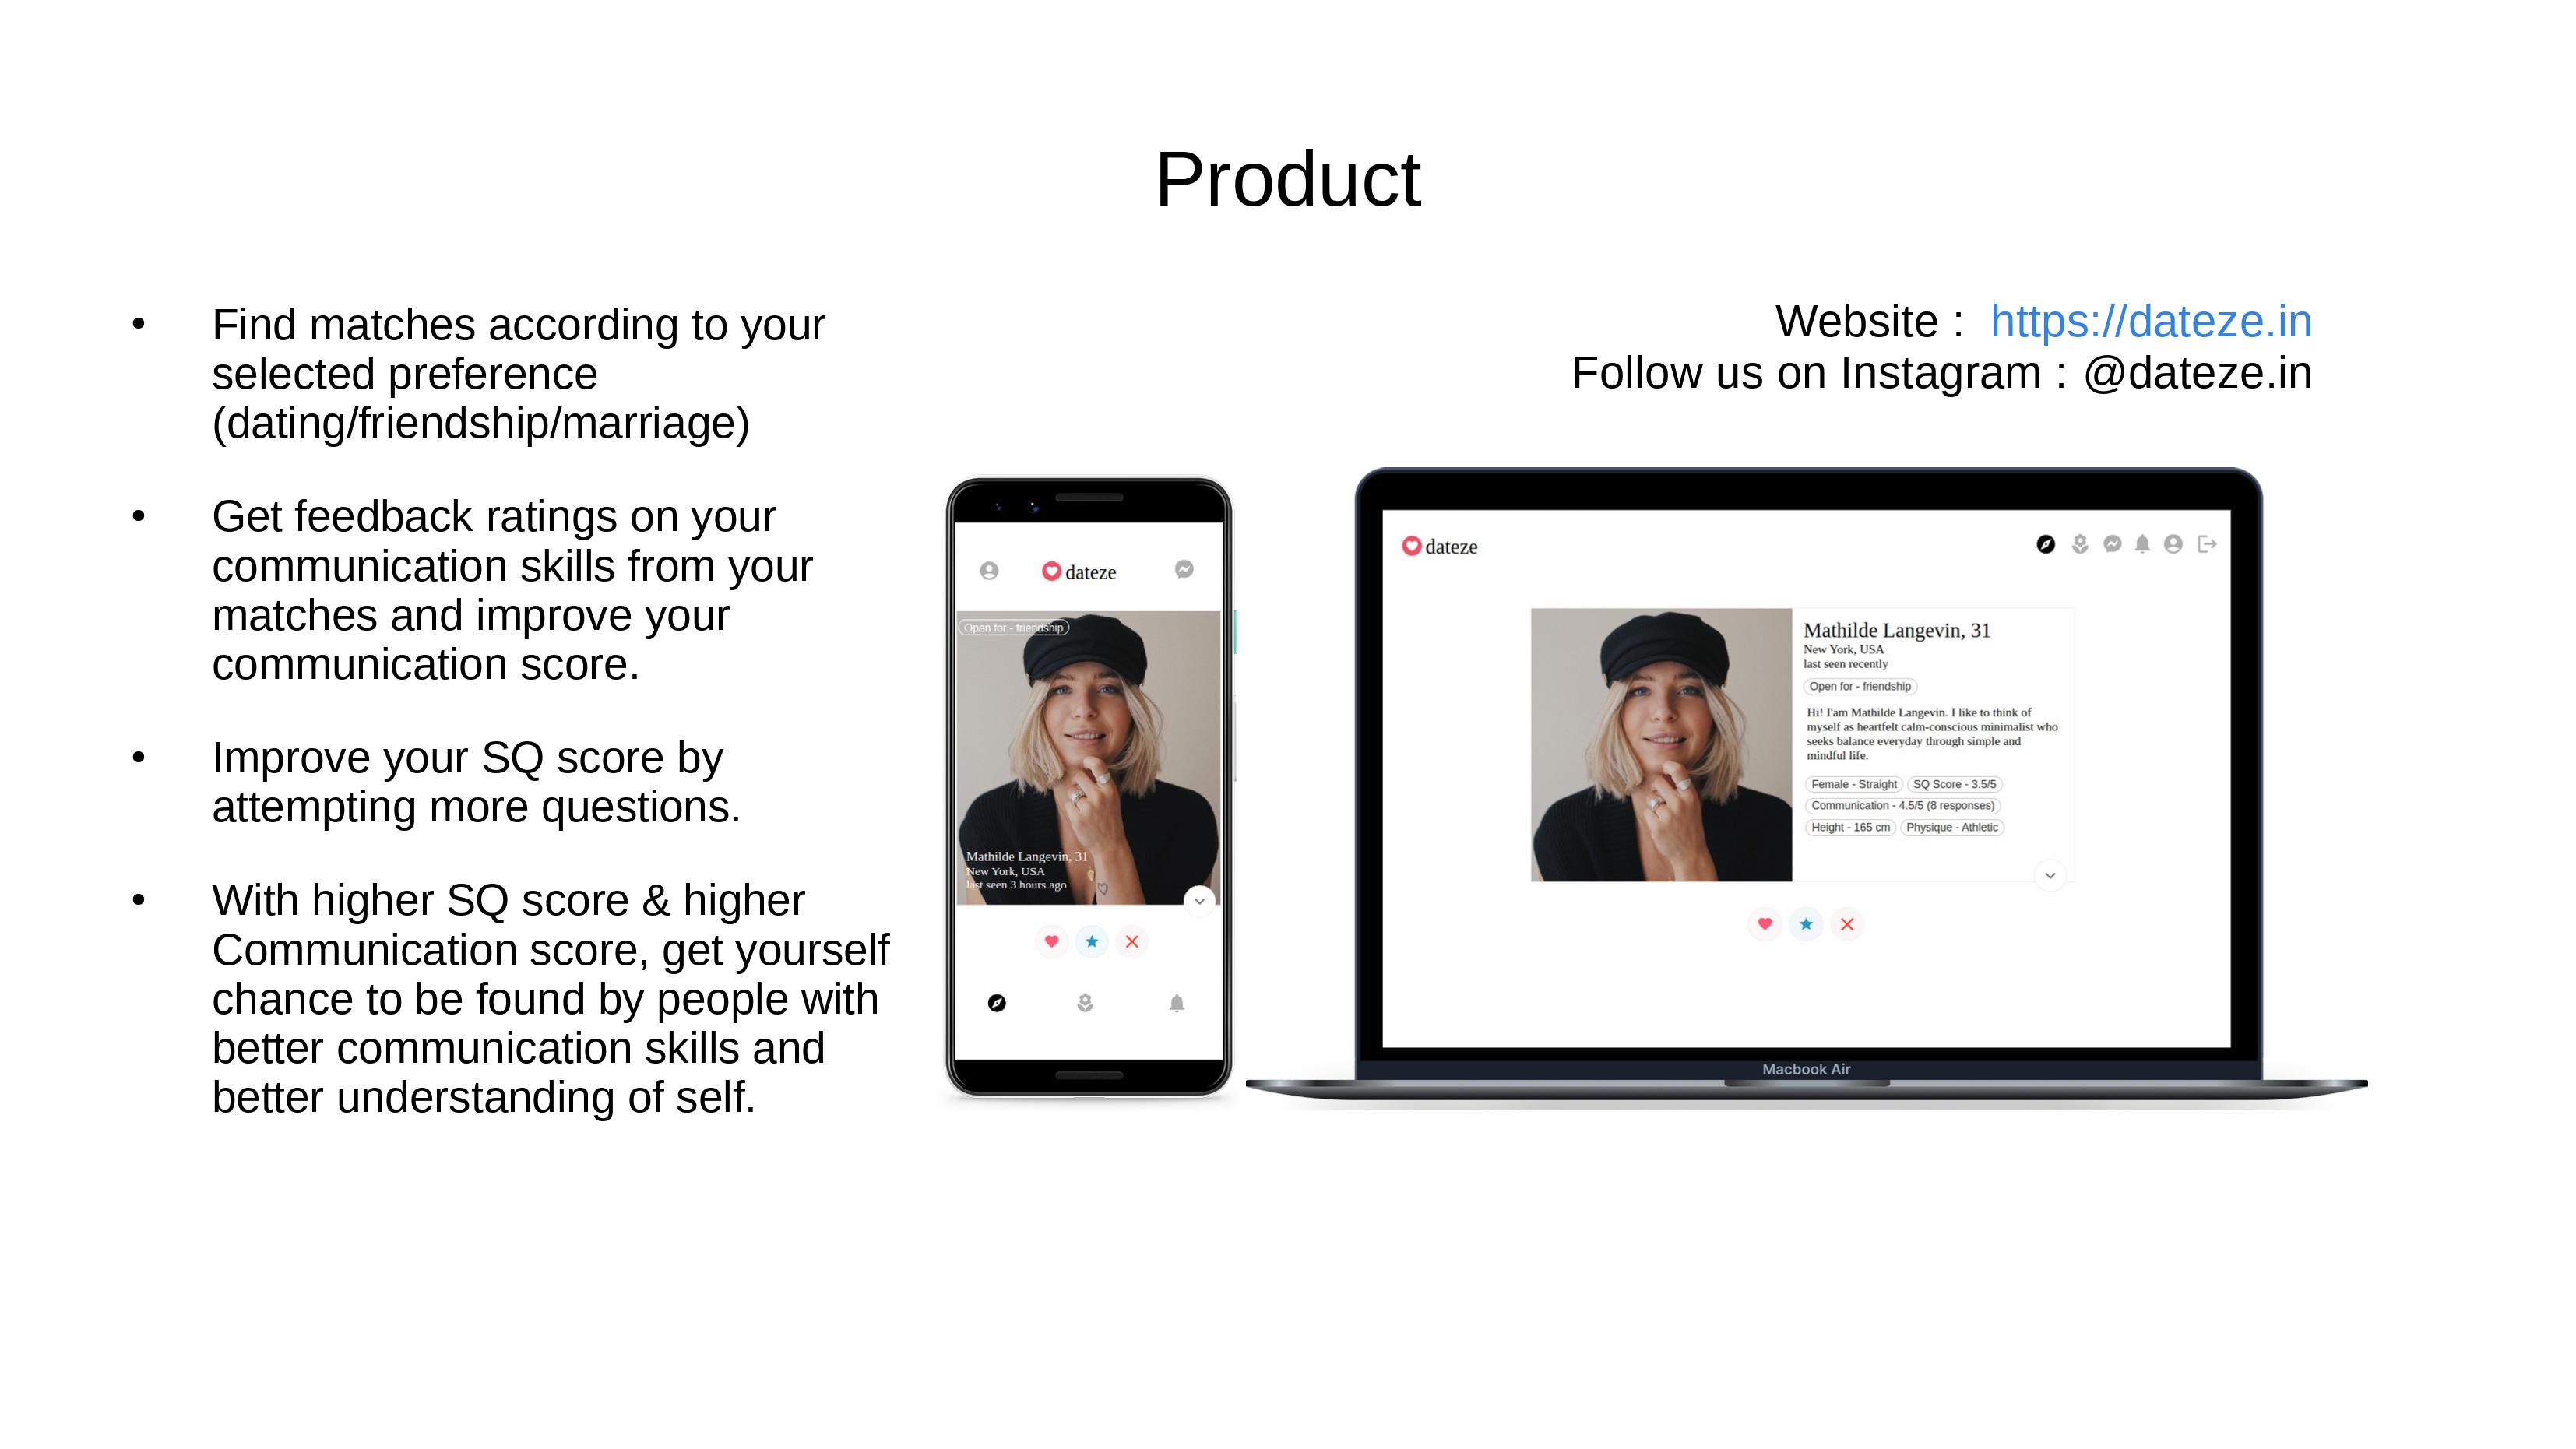 Product
• Find matches according to your
selected preference
(dating/friendship/marriage)
• Get feedback ratings on your
communication skills from your
matches and improve your
communication score.
• Improve your SQ score by
attempting more questions.
• With higher SQ score & higher
Communication score, get yourself
chance to be found by people with
better communication skills and
better understanding of self.
Website : https://dateze.in
Follow us on Instagram : @dateze.in
dateze
Open for - friendship
Mathilde Langevin, 31
New York, USA
last seen 3 hours ago
dateze
Mathilde Langevin, 31
New York, USA
last seen recently
Open for - friendship
Hi! I'am Mathilde Langevin. I like to think of
myself as heartfelt calm-conscious minimalist who
seeks balance everyday through simple and
mindful life.
Female - Straight SQ Score - 3.5/5
Communication - 4.5/5 (8 responses)
Height - 165 cm Physique - Athletic
Macbook Air